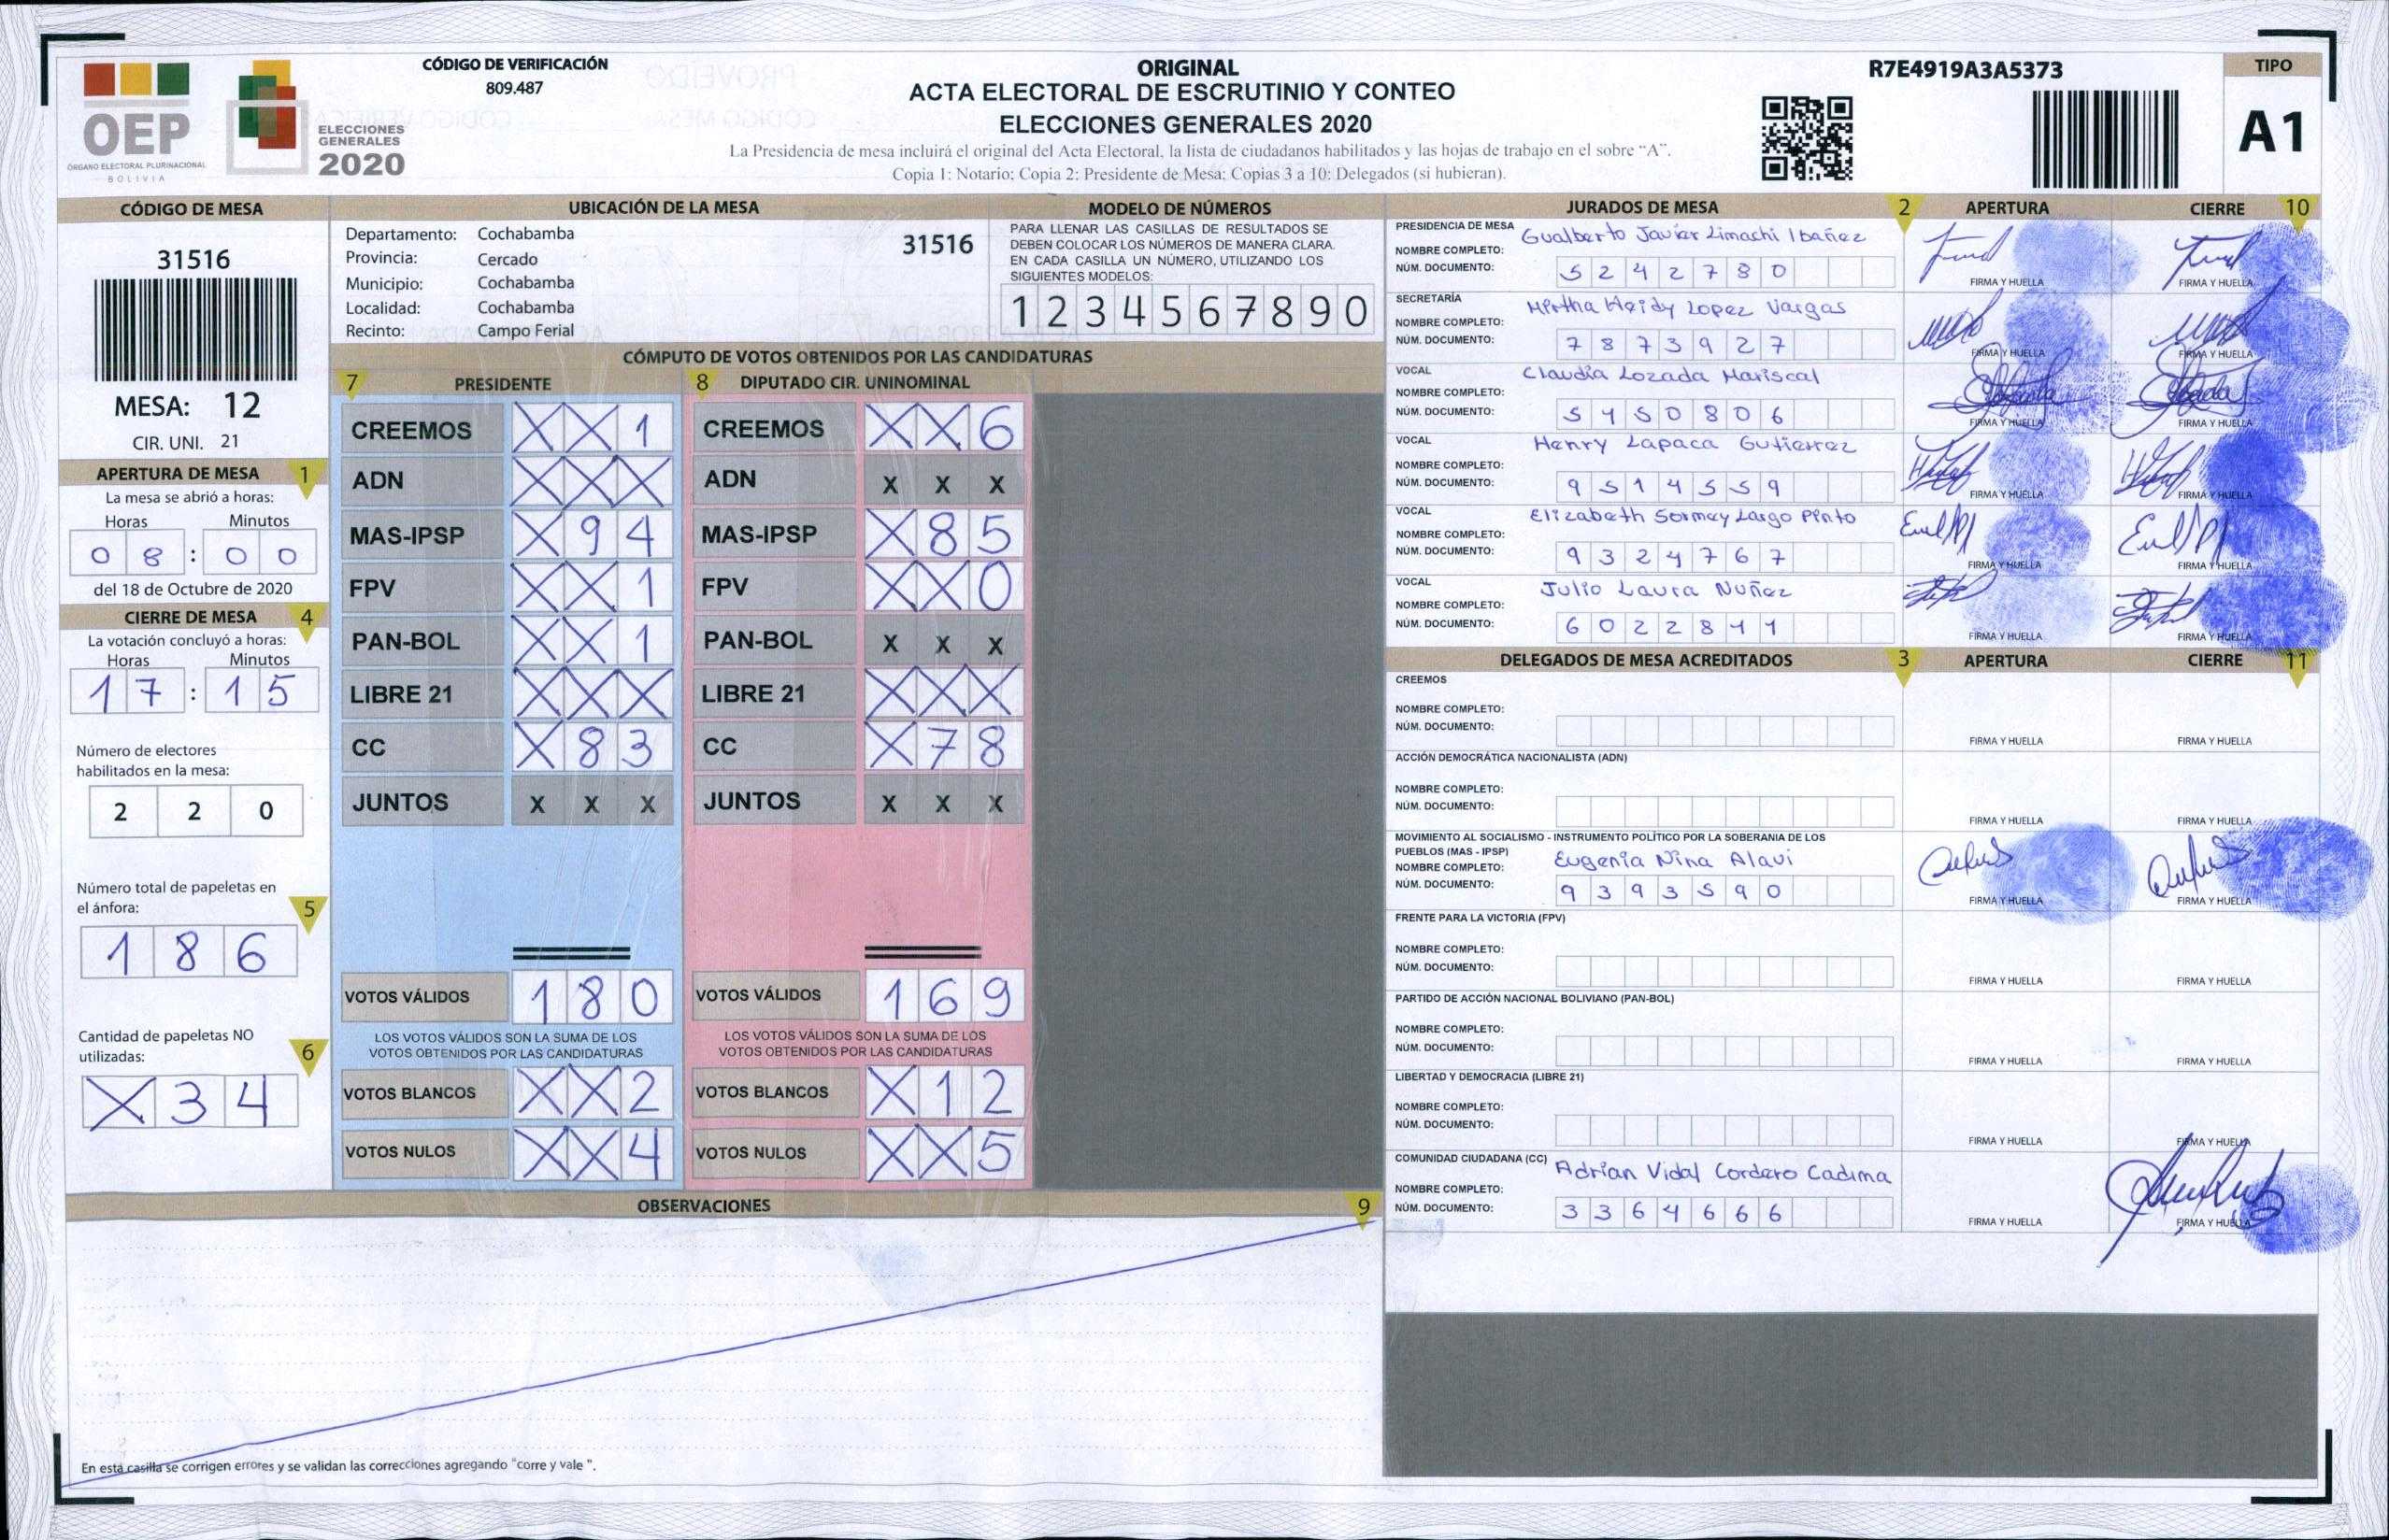 OEP
ÓRGANO ELECTORAL PLURINACIONAL
BOLIVIA
ELECCIONES
GENERALES
2020
CÓDIGO DE VERIFICACIÓN
809.487
ORIGINAL
ACTA ELECTORAL DE ESCRUTINIO Y CONTEO
ELECCIONES GENERALES 2020
La Presidencia de mesa incluirá el original del Acta Electoral, la lista de ciudadanos habilitados y las hojas de trabajo en el sobre “A”.
Copia 1: Notario; Copia 2: Presidente de Mesa; Copias 3 a 10: Delegados (si hubieran).
R7E4919A3A5373
TIPO
A1
CÓDIGO DE MESA
31516
MESA: 12
CIR. UNI. 21
APERTURA DE MESA 1
La mesa se abrió a horas:
Horas Minutos
0 8 : 0 0
del 18 de Octubre de 2020
CIERRE DE MESA 4
La votación concluyó a horas:
Horas Minutos
1 7 : 1 5
Número de electores
habilitados en la mesa:
2 2 0
Número total de papeletas en
el ánfora: 5
1 8 6
Cantidad de papeletas NO
utilizadas: 6
X 3 4
UBICACIÓN DE LA MESA
Departamento: Cochabamba 31516
Provincia: Cercado
Municipio: Cochabamba
Localidad: Cochabamba
Recinto: Campo Ferial
MODELO DE NÚMEROS
PARA LLENAR LAS CASILLAS DE RESULTADOS SE
DEBEN COLOCAR LOS NÚMEROS DE MANERA CLARA.
EN CADA CASILLA UN NÚMERO, UTILIZANDO LOS
SIGUIENTES MODELOS:
1 2 3 4 5 6 7 8 9 0
CÓMPUTO DE VOTOS OBTENIDOS POR LAS CANDIDATURAS
7 PRESIDENTE
CREEMOS X X 1
ADN X X X
MAS-IPSP X 9 4
FPV X X 1
PAN-BOL X X 1
LIBRE 21 X X X
CC X 8 3
JUNTOS X X X
VOTOS VÁLIDOS 1 8 0
LOS VOTOS VÁLIDOS SON LA SUMA DE LOS
VOTOS OBTENIDOS POR LAS CANDIDATURAS
VOTOS BLANCOS X X 2
VOTOS NULOS X X 4
8 DIPUTADO CIR. UNINOMINAL
CREEMOS X X 6
ADN X X X
MAS-IPSP X 8 5
FPV X X 0
PAN-BOL X X X
LIBRE 21 X X X
CC X 7 8
JUNTOS X X X
VOTOS VÁLIDOS 1 6 9
LOS VOTOS VÁLIDOS SON LA SUMA DE LOS
VOTOS OBTENIDOS POR LAS CANDIDATURAS
VOTOS BLANCOS X 1 2
VOTOS NULOS X X 5
OBSERVACIONES 9
En esta casilla se corrigen errores y se validan las correcciones agregando "corre y vale ".
JURADOS DE MESA 2 APERTURA CIERRE 10
PRESIDENCIA DE MESA
NOMBRE COMPLETO: Gualberto Javier Limachi Ibañez
NÚM. DOCUMENTO: 5 2 4 2 7 8 0
FIRMA Y HUELLA FIRMA Y HUELLA
SECRETARÍA
NOMBRE COMPLETO: Mirtha Heidy Lopez Vargas
NÚM. DOCUMENTO: 7 8 7 3 9 2 7
FIRMA Y HUELLA FIRMA Y HUELLA
VOCAL
NOMBRE COMPLETO: Claudia Lozada Mariscal
NÚM. DOCUMENTO: 5 4 5 0 8 0 6
FIRMA Y HUELLA FIRMA Y HUELLA
VOCAL
NOMBRE COMPLETO: Henry Lapaca Gutierrez
NÚM. DOCUMENTO: 9 5 1 4 5 5 9
FIRMA Y HUELLA FIRMA Y HUELLA
VOCAL
NOMBRE COMPLETO: Elizabeth Largo Pinto
NÚM. DOCUMENTO: 9 3 2 4 7 6 7
FIRMA Y HUELLA FIRMA Y HUELLA
VOCAL
NOMBRE COMPLETO: Julio Laura Nuñez
NÚM. DOCUMENTO: 6 0 2 2 8 4 1
FIRMA Y HUELLA FIRMA Y HUELLA
DELEGADOS DE MESA ACREDITADOS 3 APERTURA CIERRE 11
CREEMOS
NOMBRE COMPLETO:
NÚM. DOCUMENTO:
FIRMA Y HUELLA FIRMA Y HUELLA
ACCIÓN DEMOCRÁTICA NACIONALISTA (ADN)
NOMBRE COMPLETO:
NÚM. DOCUMENTO:
FIRMA Y HUELLA FIRMA Y HUELLA
MOVIMIENTO AL SOCIALISMO - INSTRUMENTO POLÍTICO POR LA SOBERANIA DE LOS
PUEBLOS (MAS - IPSP)
NOMBRE COMPLETO: Eugenia Nina Alavi
NÚM. DOCUMENTO: 9 3 9 3 5 9 0
FIRMA Y HUELLA FIRMA Y HUELLA
FRENTE PARA LA VICTORIA (FPV)
NOMBRE COMPLETO:
NÚM. DOCUMENTO:
FIRMA Y HUELLA FIRMA Y HUELLA
PARTIDO DE ACCIÓN NACIONAL BOLIVIANO (PAN-BOL)
NOMBRE COMPLETO:
NÚM. DOCUMENTO:
FIRMA Y HUELLA FIRMA Y HUELLA
LIBERTAD Y DEMOCRACIA (LIBRE 21)
NOMBRE COMPLETO:
NÚM. DOCUMENTO:
FIRMA Y HUELLA FIRMA Y HUELLA
COMUNIDAD CIUDADANA (CC)
NOMBRE COMPLETO: Adrian Vidal Cordero Cadima
NÚM. DOCUMENTO: 3 3 6 4 6 6 6
FIRMA Y HUELLA FIRMA Y HUELLA